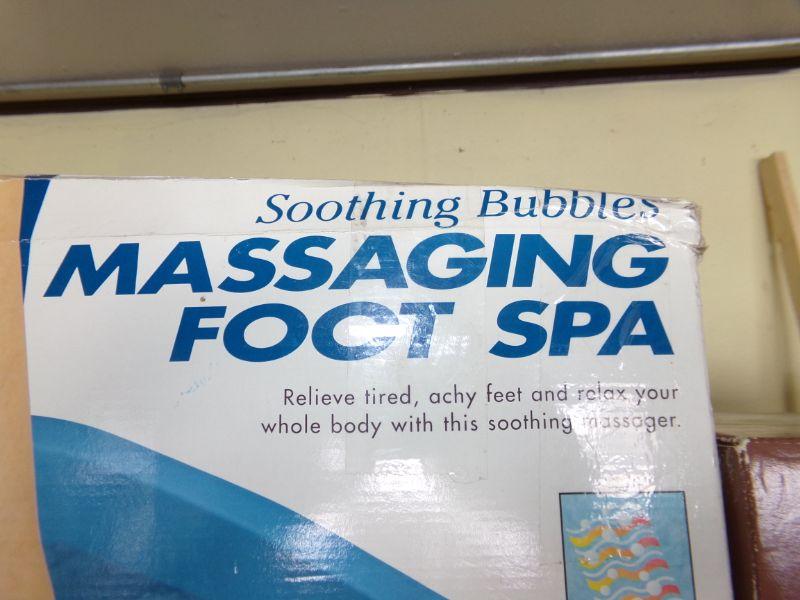 Soothing Bubbles
MASSAGING
FOOT SPA
Relieve tired, achy feet and relax your
whole body with this soothing massager.